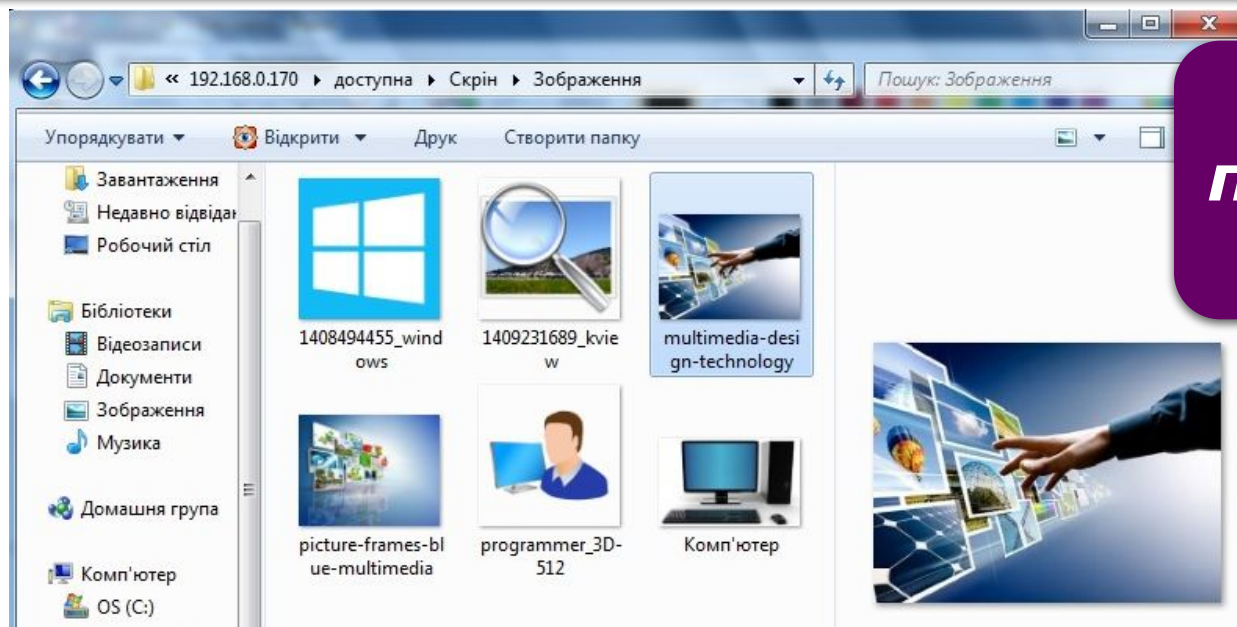 « 192.168.0.170 ▸ доступна ▸ Скрін ▸ Зображення
Пошук: Зображення
Упорядкувати
Відкрити
Друк
Створити папку
Завантаження
Недавно відвідан
Робочий стіл
Бібліотеки
Відеозаписи
Документи
Зображення
Музика
Домашня група
Комп'ютер
OS (C:)
1408494455_wind
ows
1409231689_kvie
w
multimedia-desi
gn-technology
picture-frames-bl
ue-multimedia
programmer_3D-
512
Комп'ютер